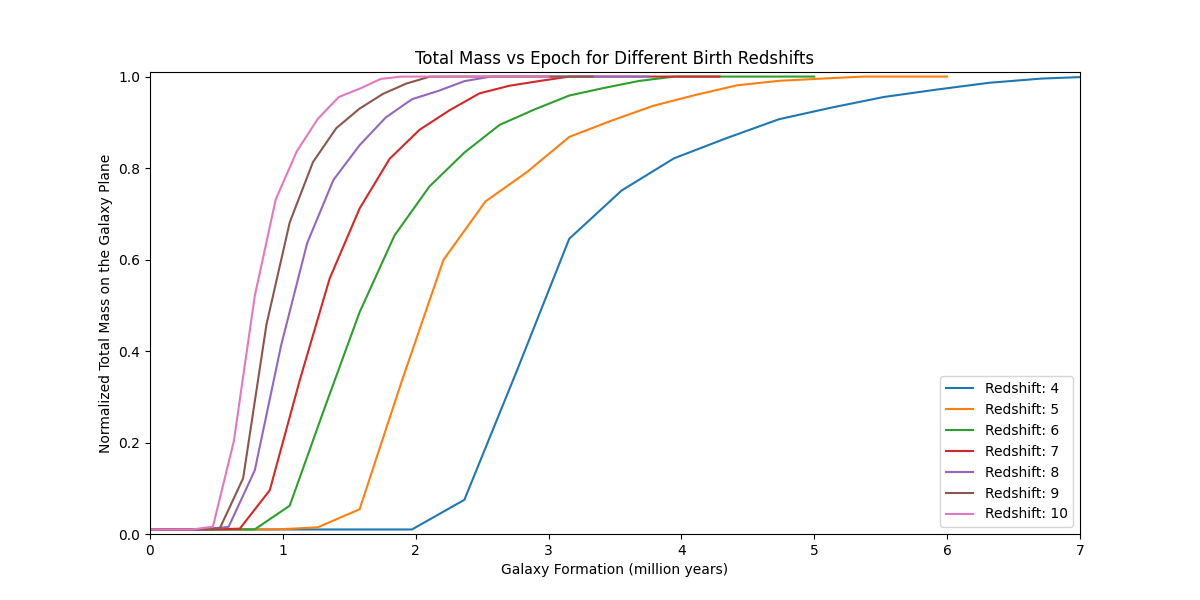 Total Mass vs Epoch for Different Birth Redshifts
Normalized Total Mass on the Galaxy Plane
1.0
0.8
0.6
0.4
0.2
0.0
0 1 2 3 4 5 6 7
Galaxy Formation (million years)
Redshift: 4
Redshift: 5
Redshift: 6
Redshift: 7
Redshift: 8
Redshift: 9
Redshift: 10